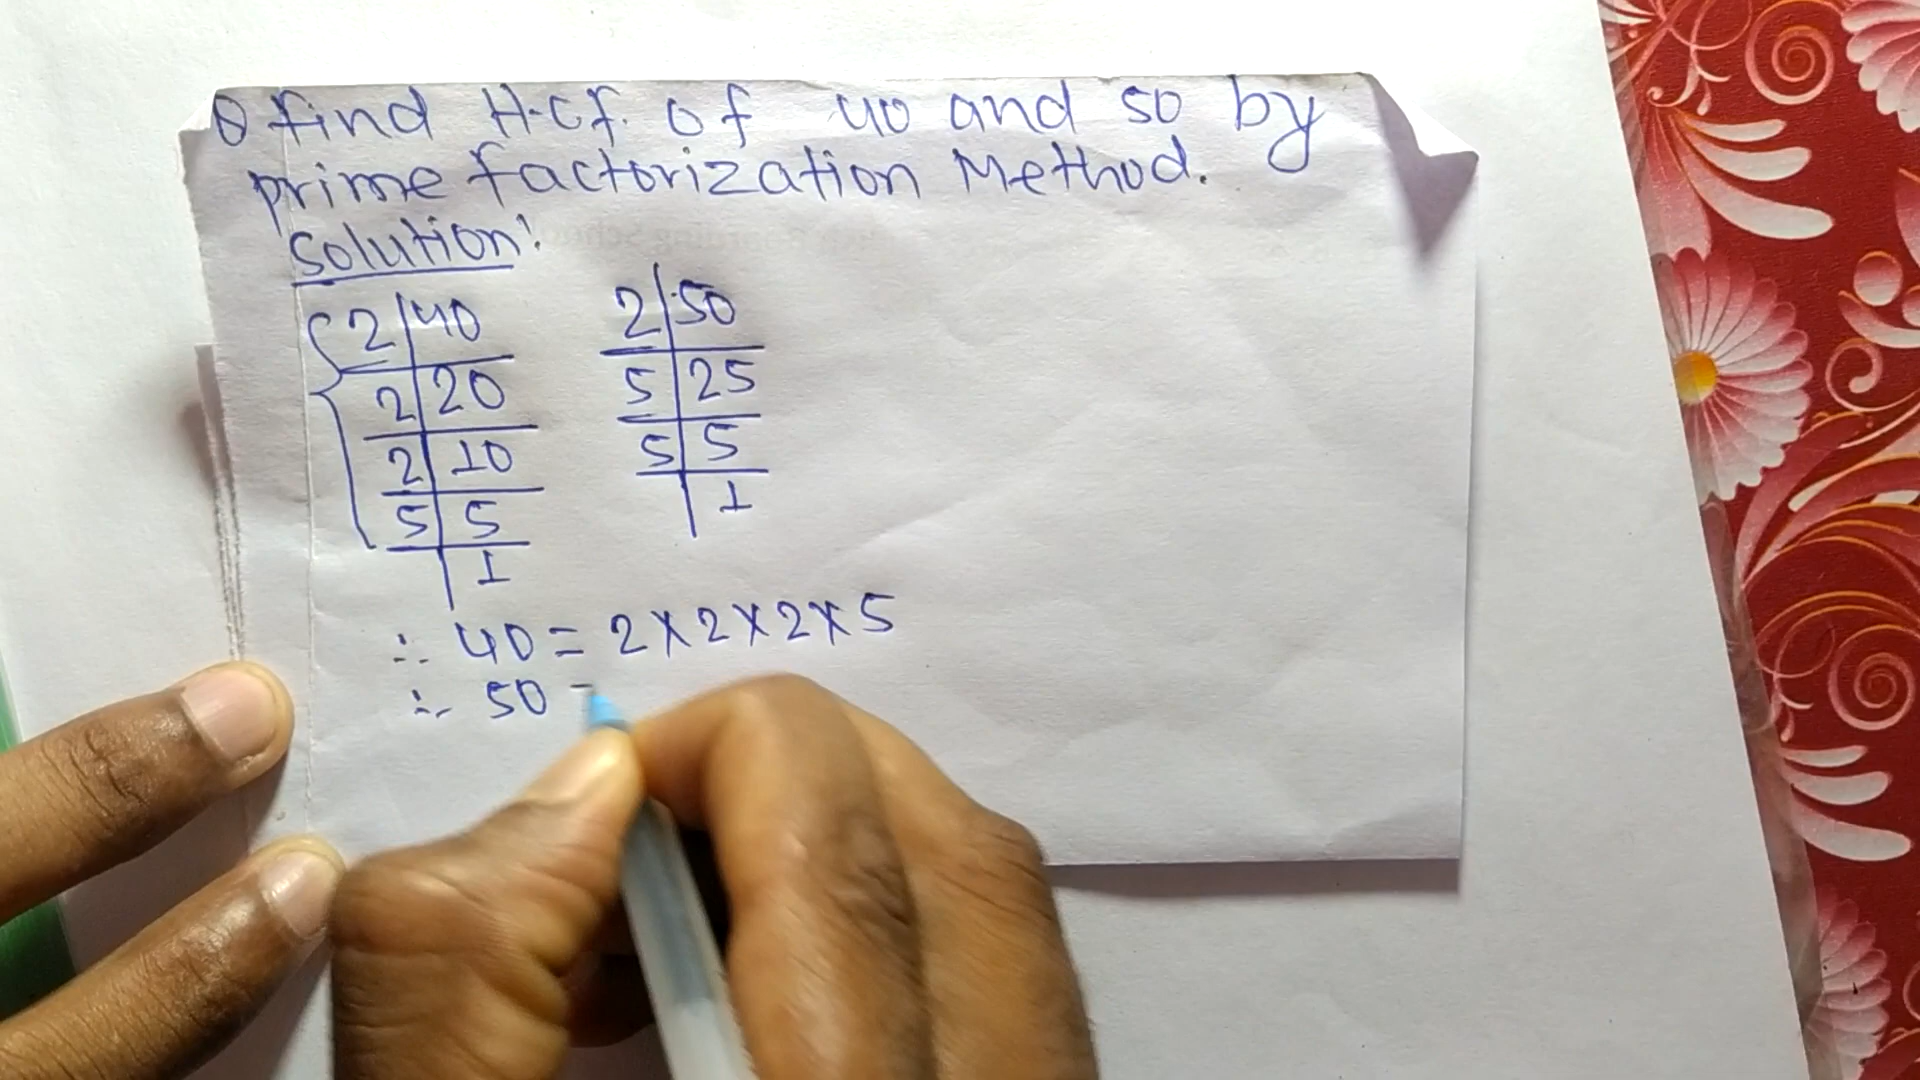 Q find H.C.f. of 40 and 50 by
prime factorization Method.
Solution:
2 40
2 20
2 10
5 5
1
2 50
5 25
5 5
1
∴ 40 = 2×2×2×5
∴ 50 =